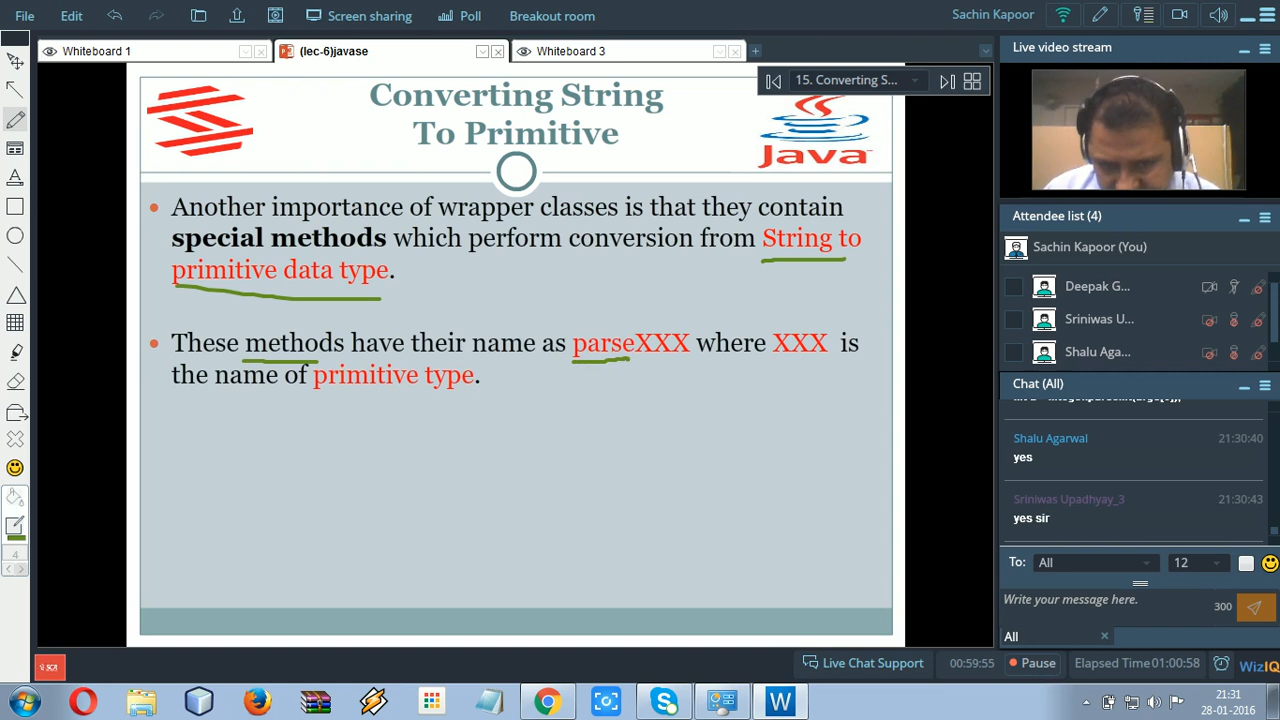 File Edit Screen sharing Poll Breakout room Sachin Kapoor
Whiteboard 1 (lec-6)javase Whiteboard 3
15. Converting S...
Converting String
To Primitive
Java
Another importance of wrapper classes is that they contain
special methods which perform conversion from String to
primitive data type.
These methods have their name as parseXXX where XXX is
the name of primitive type.
Live video stream
Attendee list (4)
Sachin Kapoor (You)
Deepak G...
Sriniwas U...
Shalu Aga...
Chat (All)
Shalu Agarwal 21:30:40
yes
Sriniwas Upadhyay_3 21:30:43
yes sir
To: All 12
Write your message here. 300
All
4
SCA Live Chat Support 00:59:55 Pause Elapsed Time 01:00:58 WizIQ
21:31
28-01-2016